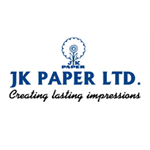 JK
PAPER
JK PAPER LTD.
Creating lasting impressions